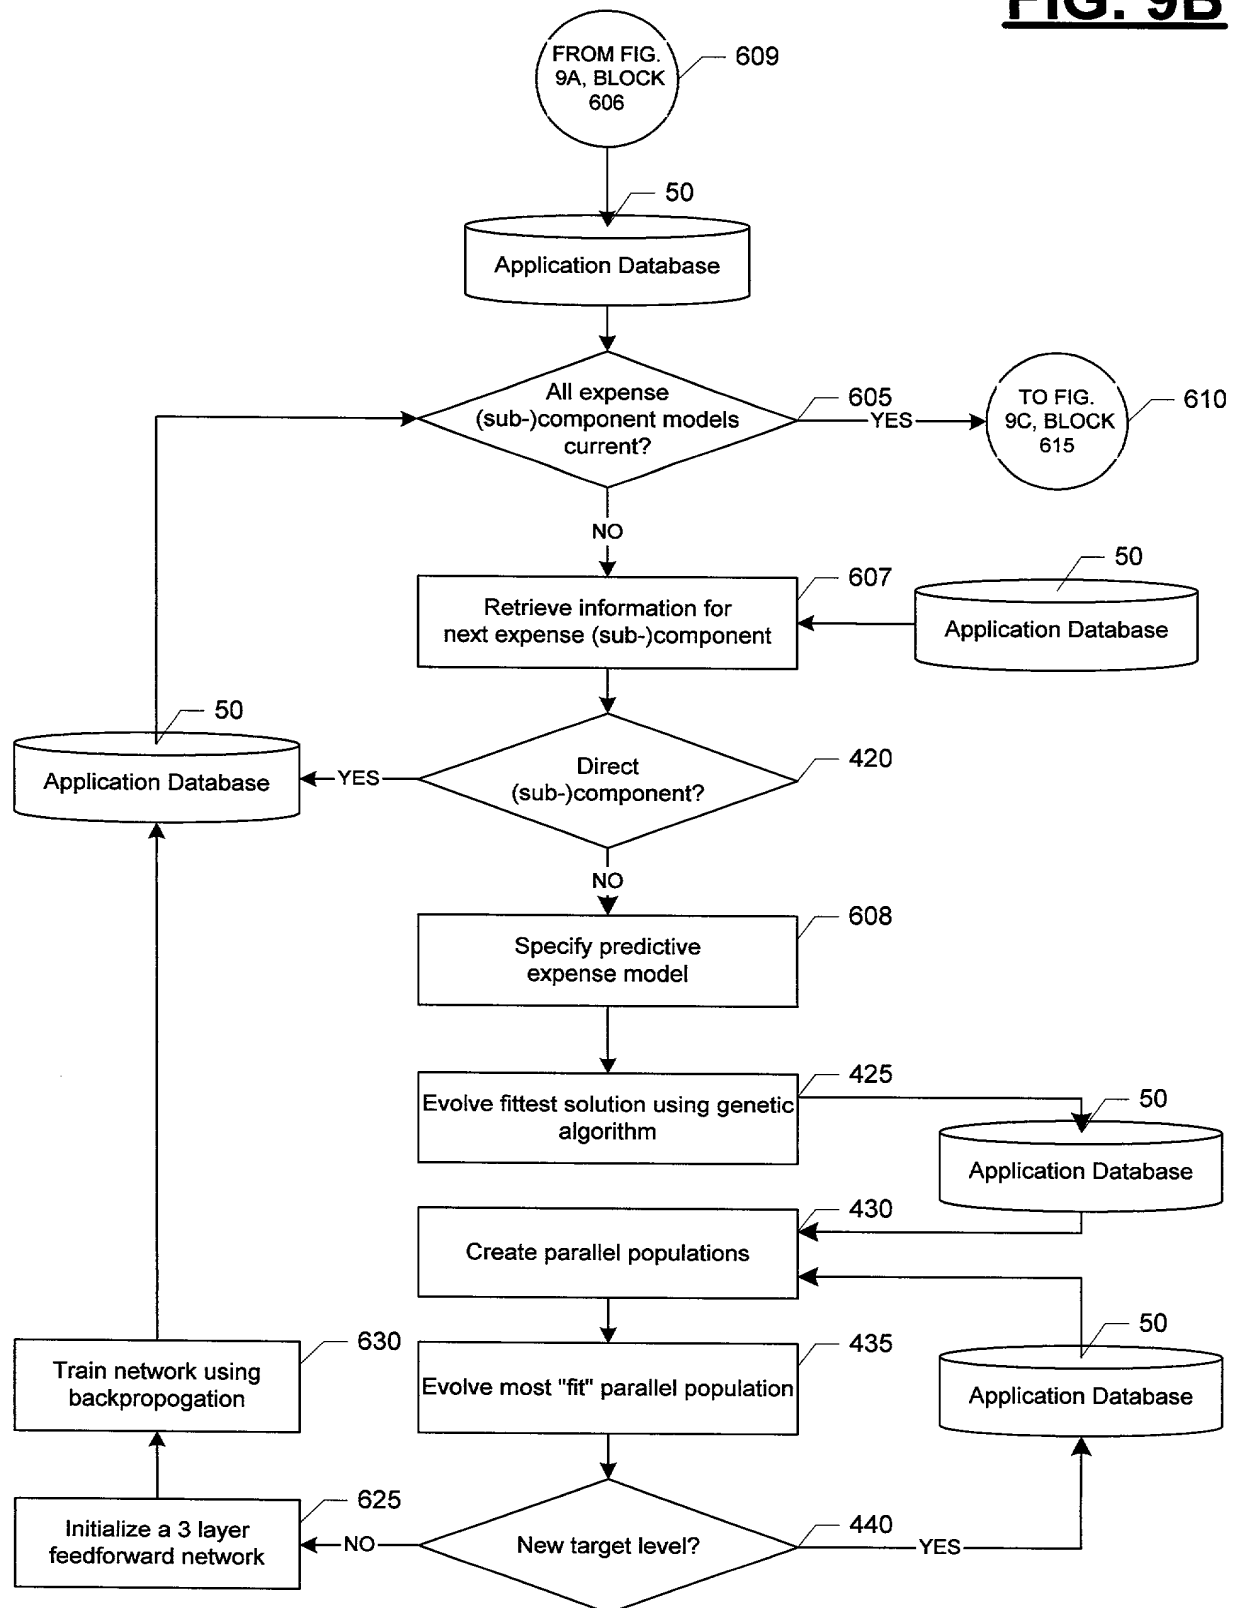 FIG. 9B
FROM FIG.
9A, BLOCK
606
609
50
Application Database
All expense
(sub-)component models
current?
605
YES
TO FIG.
9C, BLOCK
615
610
NO
Retrieve information for
next expense (sub-)component
607
50
Application Database
50
Application Database
YES
Direct
(sub-)component?
420
NO
Specify predictive
expense model
608
Evolve fittest solution using genetic
algorithm
425
50
Application Database
Create parallel populations
430
Train network using
backpropogation
630
Evolve most "fit" parallel population
435
50
Application Database
Initialize a 3 layer
feedforward network
625
NO
New target level?
440
YES